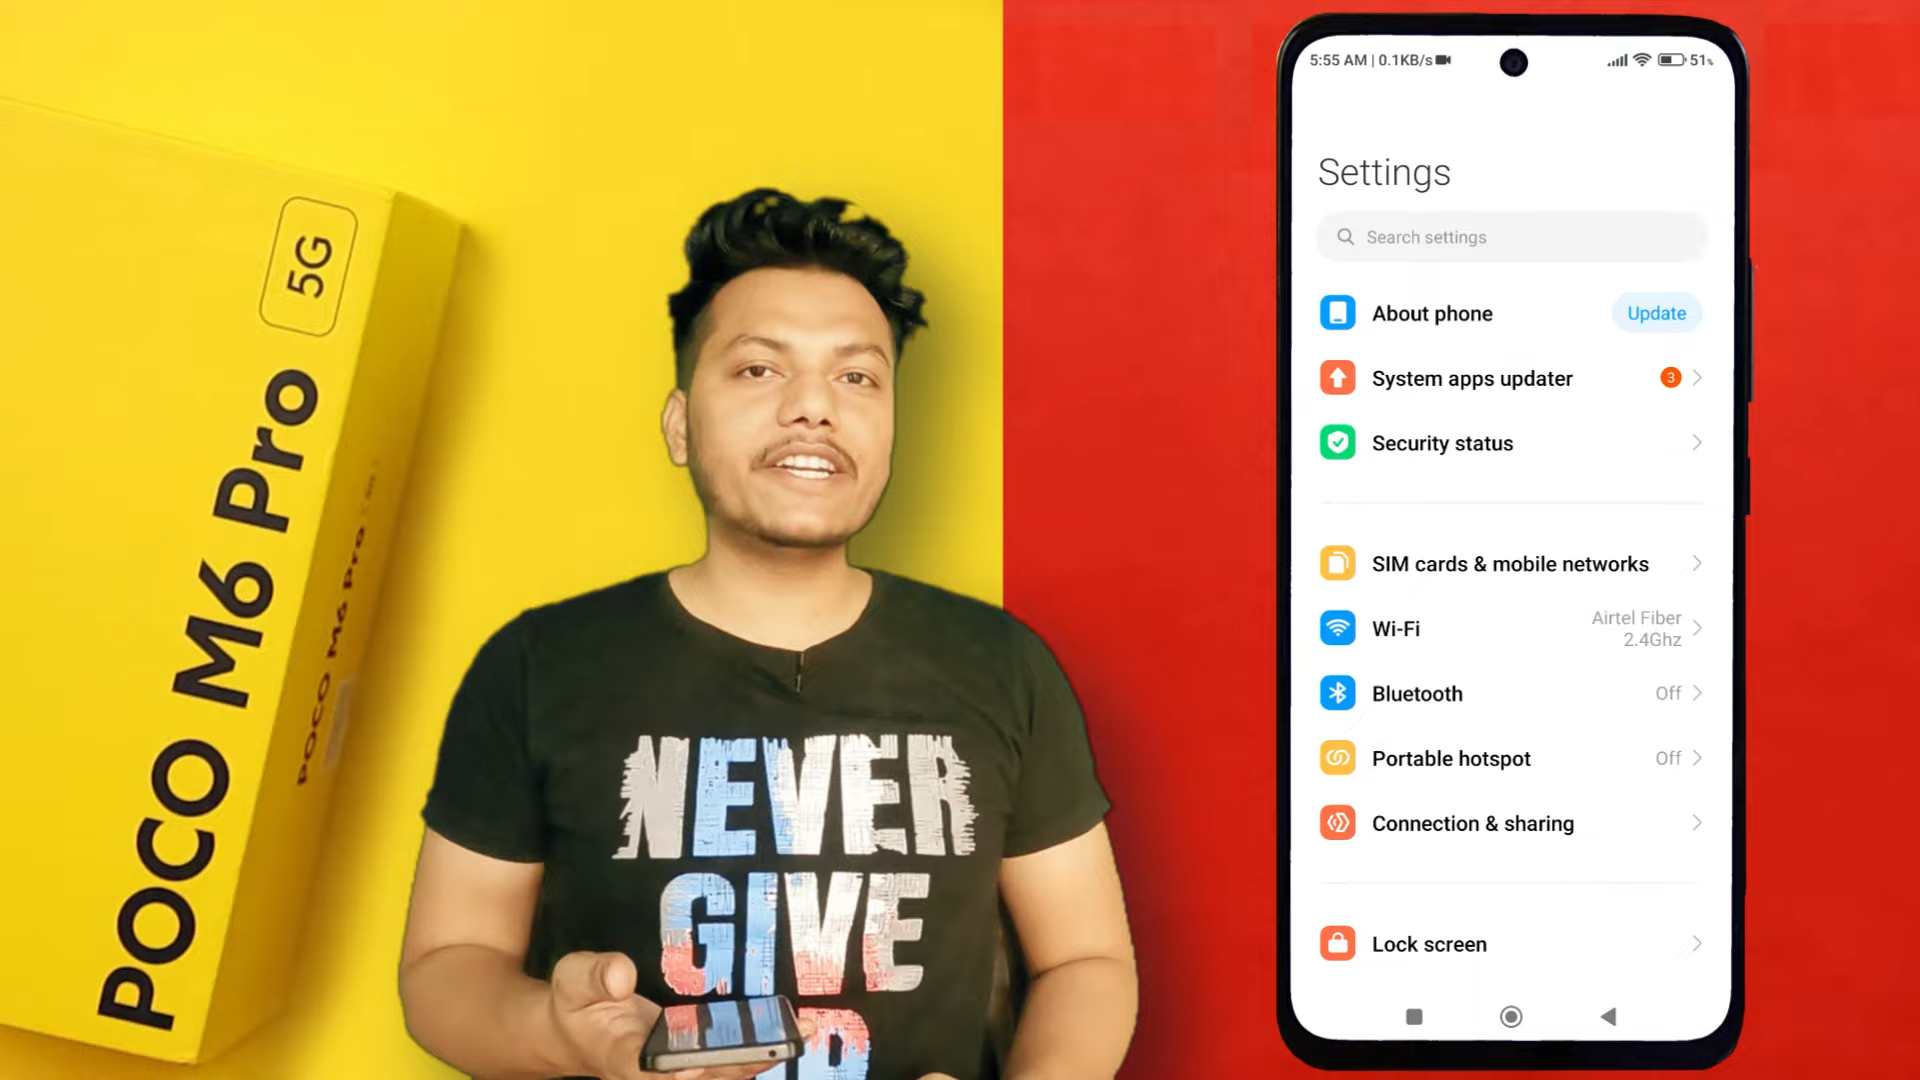 5G
POCO M6 Pro
POCO M6 Pro
NEVER
GIVE
5:55 AM | 0.1KB/s
51%
Settings
Search settings
About phone
Update
System apps updater
3
Security status
SIM cards & mobile networks
Wi-Fi
Airtel Fiber
2.4Ghz
Bluetooth
Off
Portable hotspot
Off
Connection & sharing
Lock screen